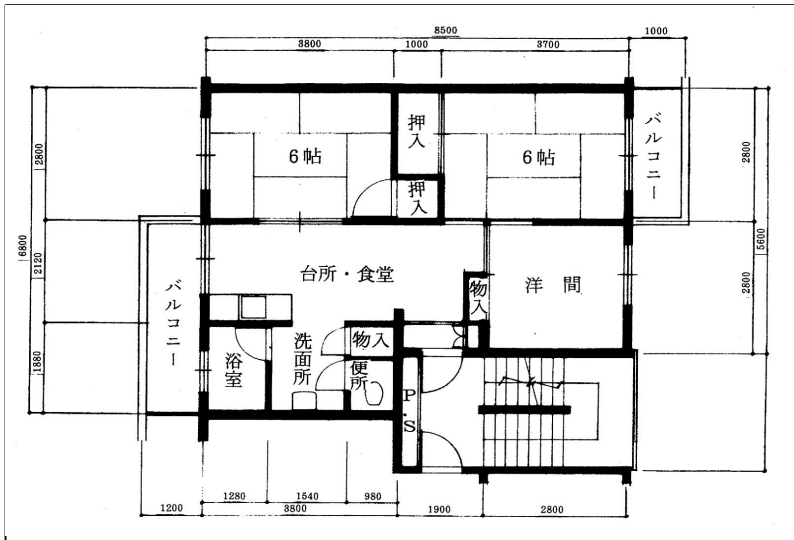 8500
1000
3800
1000
3700
6帖
押入
6帖
バルコニー
押入
2800
2120
1880
6800
2800
2800
5600
バルコニー
台所・食堂
物入
洋間
浴室
洗面所
物入
便所
P.S
1200
1280
1540
980
3800
1900
2800